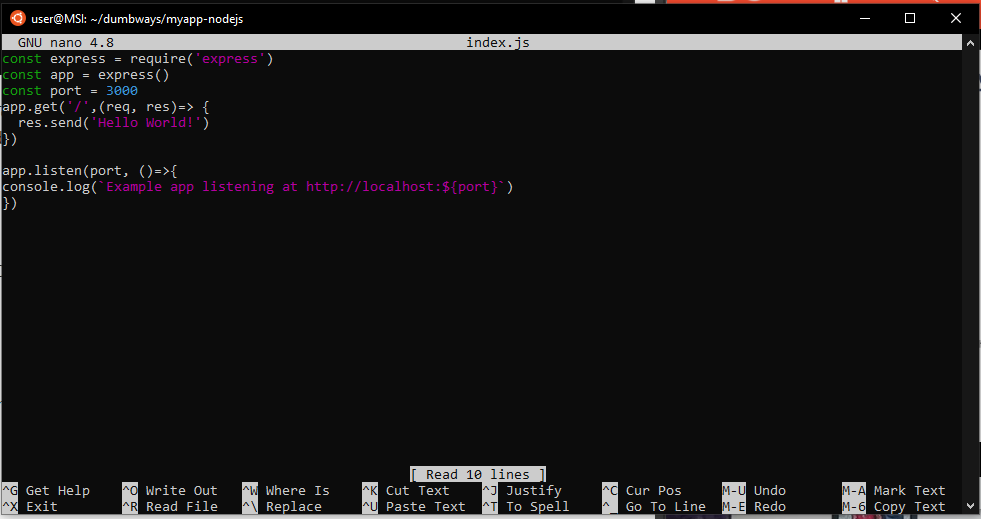 user@MSI: ~/dumbways/myapp-nodejs
GNU nano 4.8 index.js
const express = require('express')
const app = express()
const port = 3000
app.get('/',(req, res)=> {
  res.send('Hello World!')
})

app.listen(port, ()=>{
console.log(`Example app listening at http://localhost:${port}`)
})
[ Read 10 lines ]
^G Get Help ^O Write Out ^W Where Is ^K Cut Text ^J Justify ^C Cur Pos M-U Undo M-A Mark Text
^X Exit ^R Read File ^\ Replace ^U Paste Text ^T To Spell ^_ Go To Line M-E Redo M-6 Copy Text